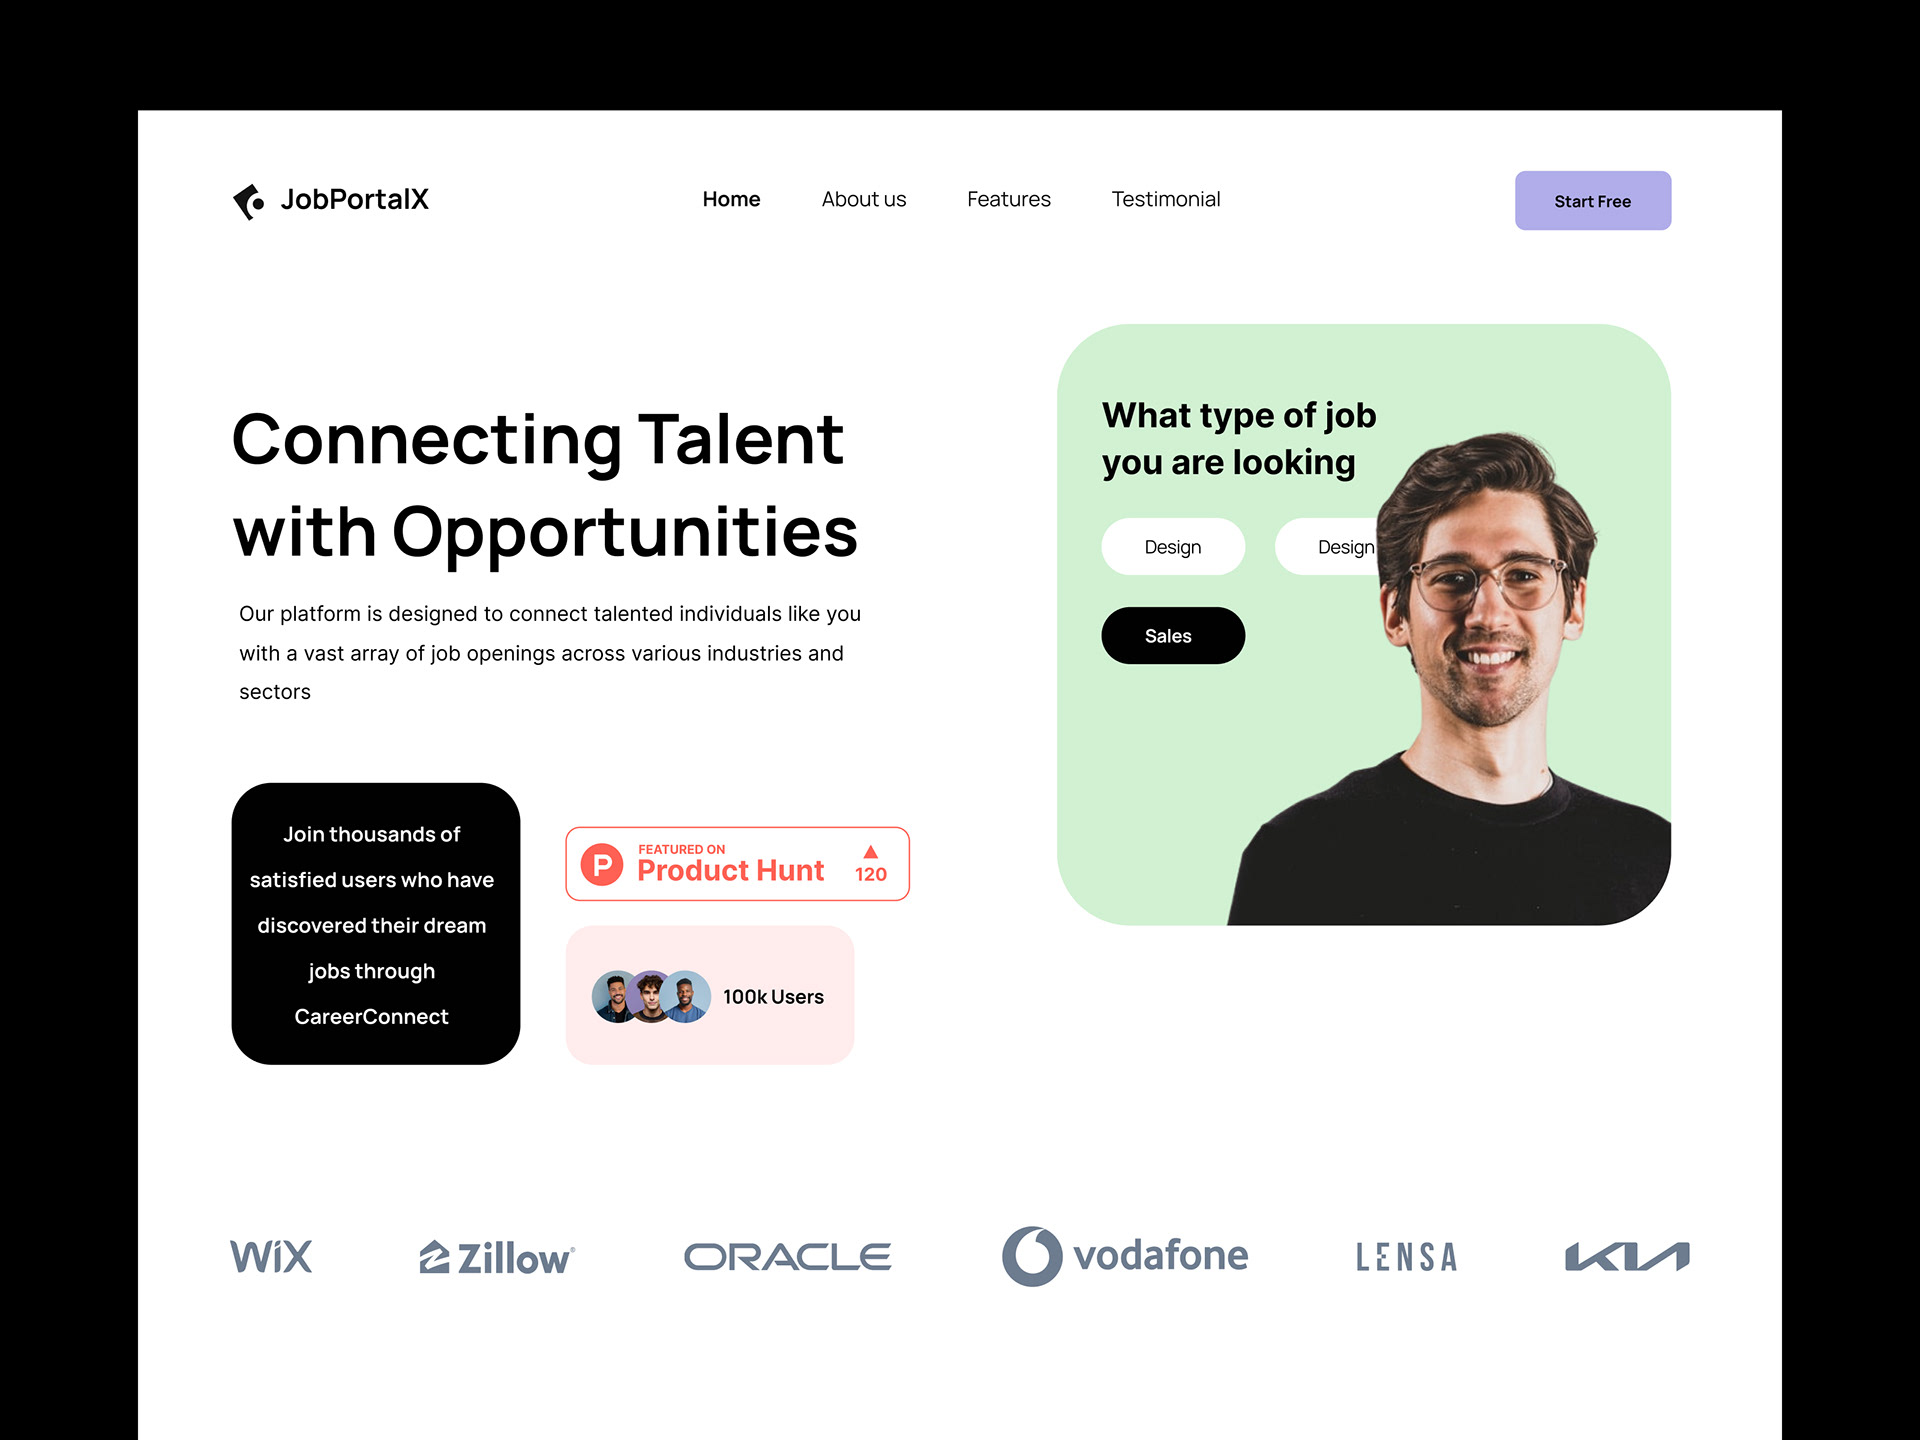 JobPortalX
Home
About us
Features
Testimonial
Start Free
Connecting Talent
with Opportunities
Our platform is designed to connect talented individuals like you
with a vast array of job openings across various industries and
sectors
What type of job
you are looking
Design
Design
Sales
Join thousands of
satisfied users who have
discovered their dream
jobs through
CareerConnect
P
FEATURED ON
Product Hunt
120
100k Users
WiX
Zillow®
ORACLE
vodafone
LENSA
KIA